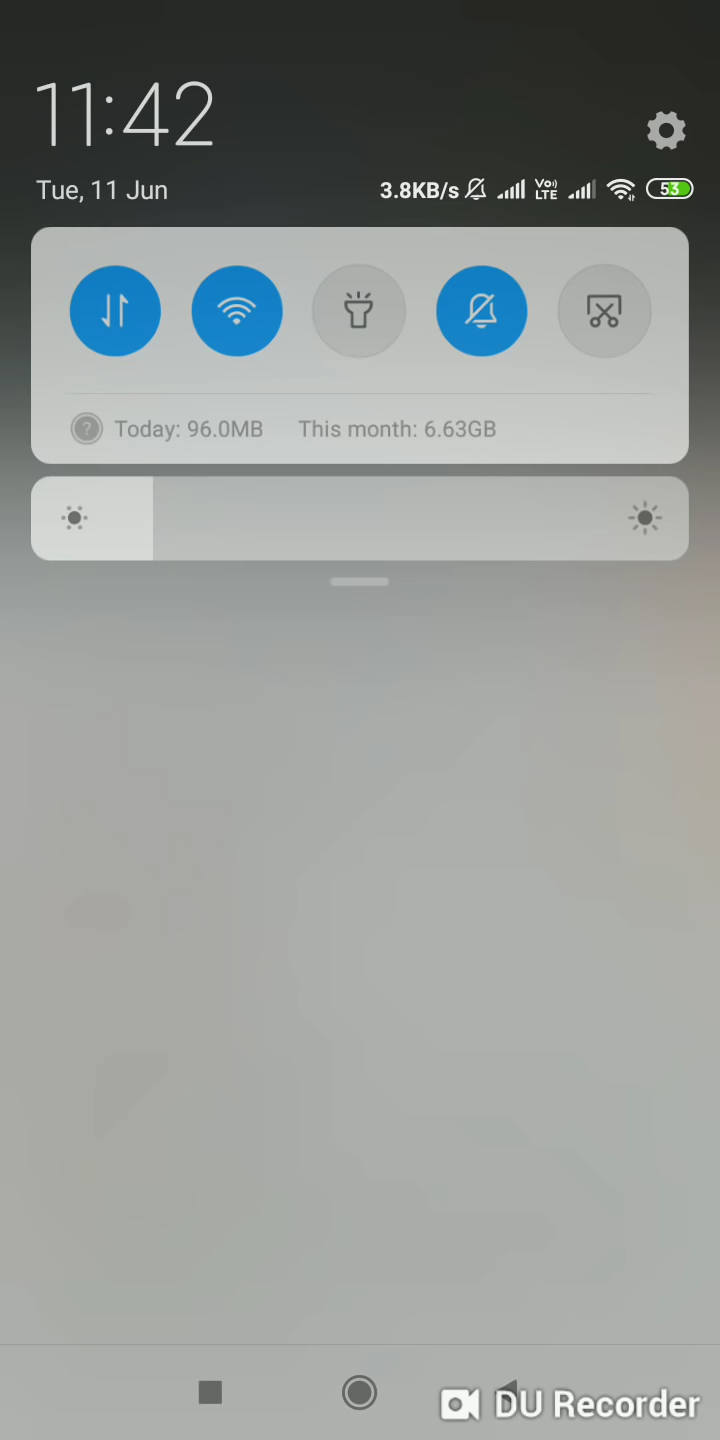 11:42
Tue, 11 Jun 3.8KB/s Vo)) LTE 53
? Today: 96.0MB This month: 6.63GB
DU Recorder